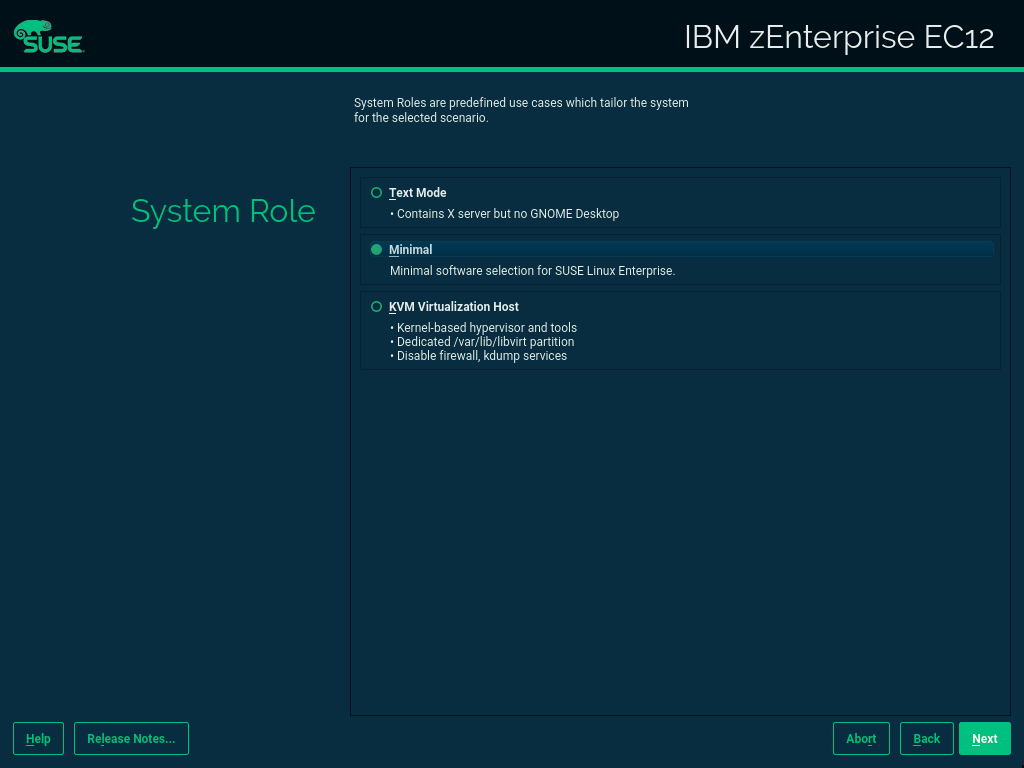 SUSE
IBM zEnterprise EC12
System Roles are predefined use cases which tailor the system
for the selected scenario.
System Role
Text Mode
• Contains X server but no GNOME Desktop
Minimal
Minimal software selection for SUSE Linux Enterprise.
KVM Virtualization Host
• Kernel-based hypervisor and tools
• Dedicated /var/lib/libvirt partition
• Disable firewall, kdump services
Help
Release Notes...
Abort
Back
Next